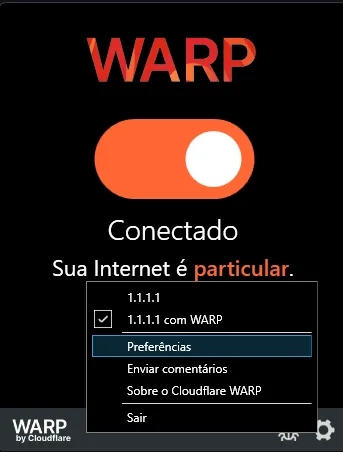 WARP
Conectado
Sua Internet é particular.
1.1.1.1
1.1.1.1 com WARP
Preferências
Enviar comentários
Sobre o Cloudflare WARP
Sair
WARP
by Cloudflare